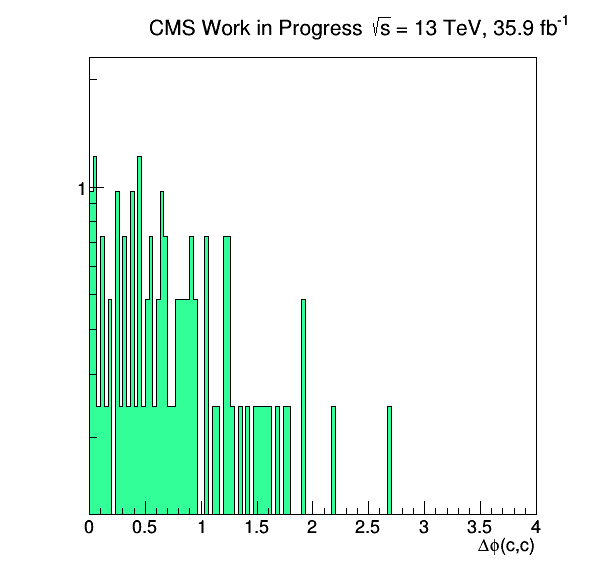 CMS Work in Progress √s = 13 TeV, 35.9 fb⁻¹
1
0 0.5 1 1.5 2 2.5 3 3.5 4
Δϕ(c,c)